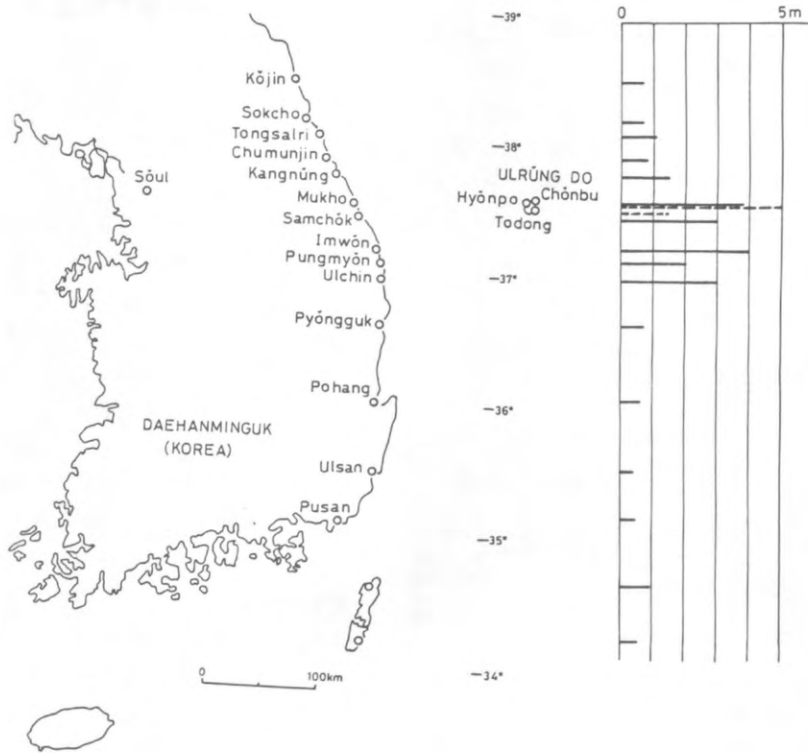 —39°
0 5m
Kŏjin
Sokcho
Tongsalri
Chumunjin
Kangnŭng
—38°
Sŏul
ULRŬNG DO
Hyŏnpo
Chŏnbu
Todong
Mukho
Samchŏk
Imwŏn
Pungmyŏn
Ulchin
—37°
Pyŏngguk
Pohang
—36°
DAEHANMINGUK
(KOREA)
Ulsan
Pusan
—35°
0 100km
—34°